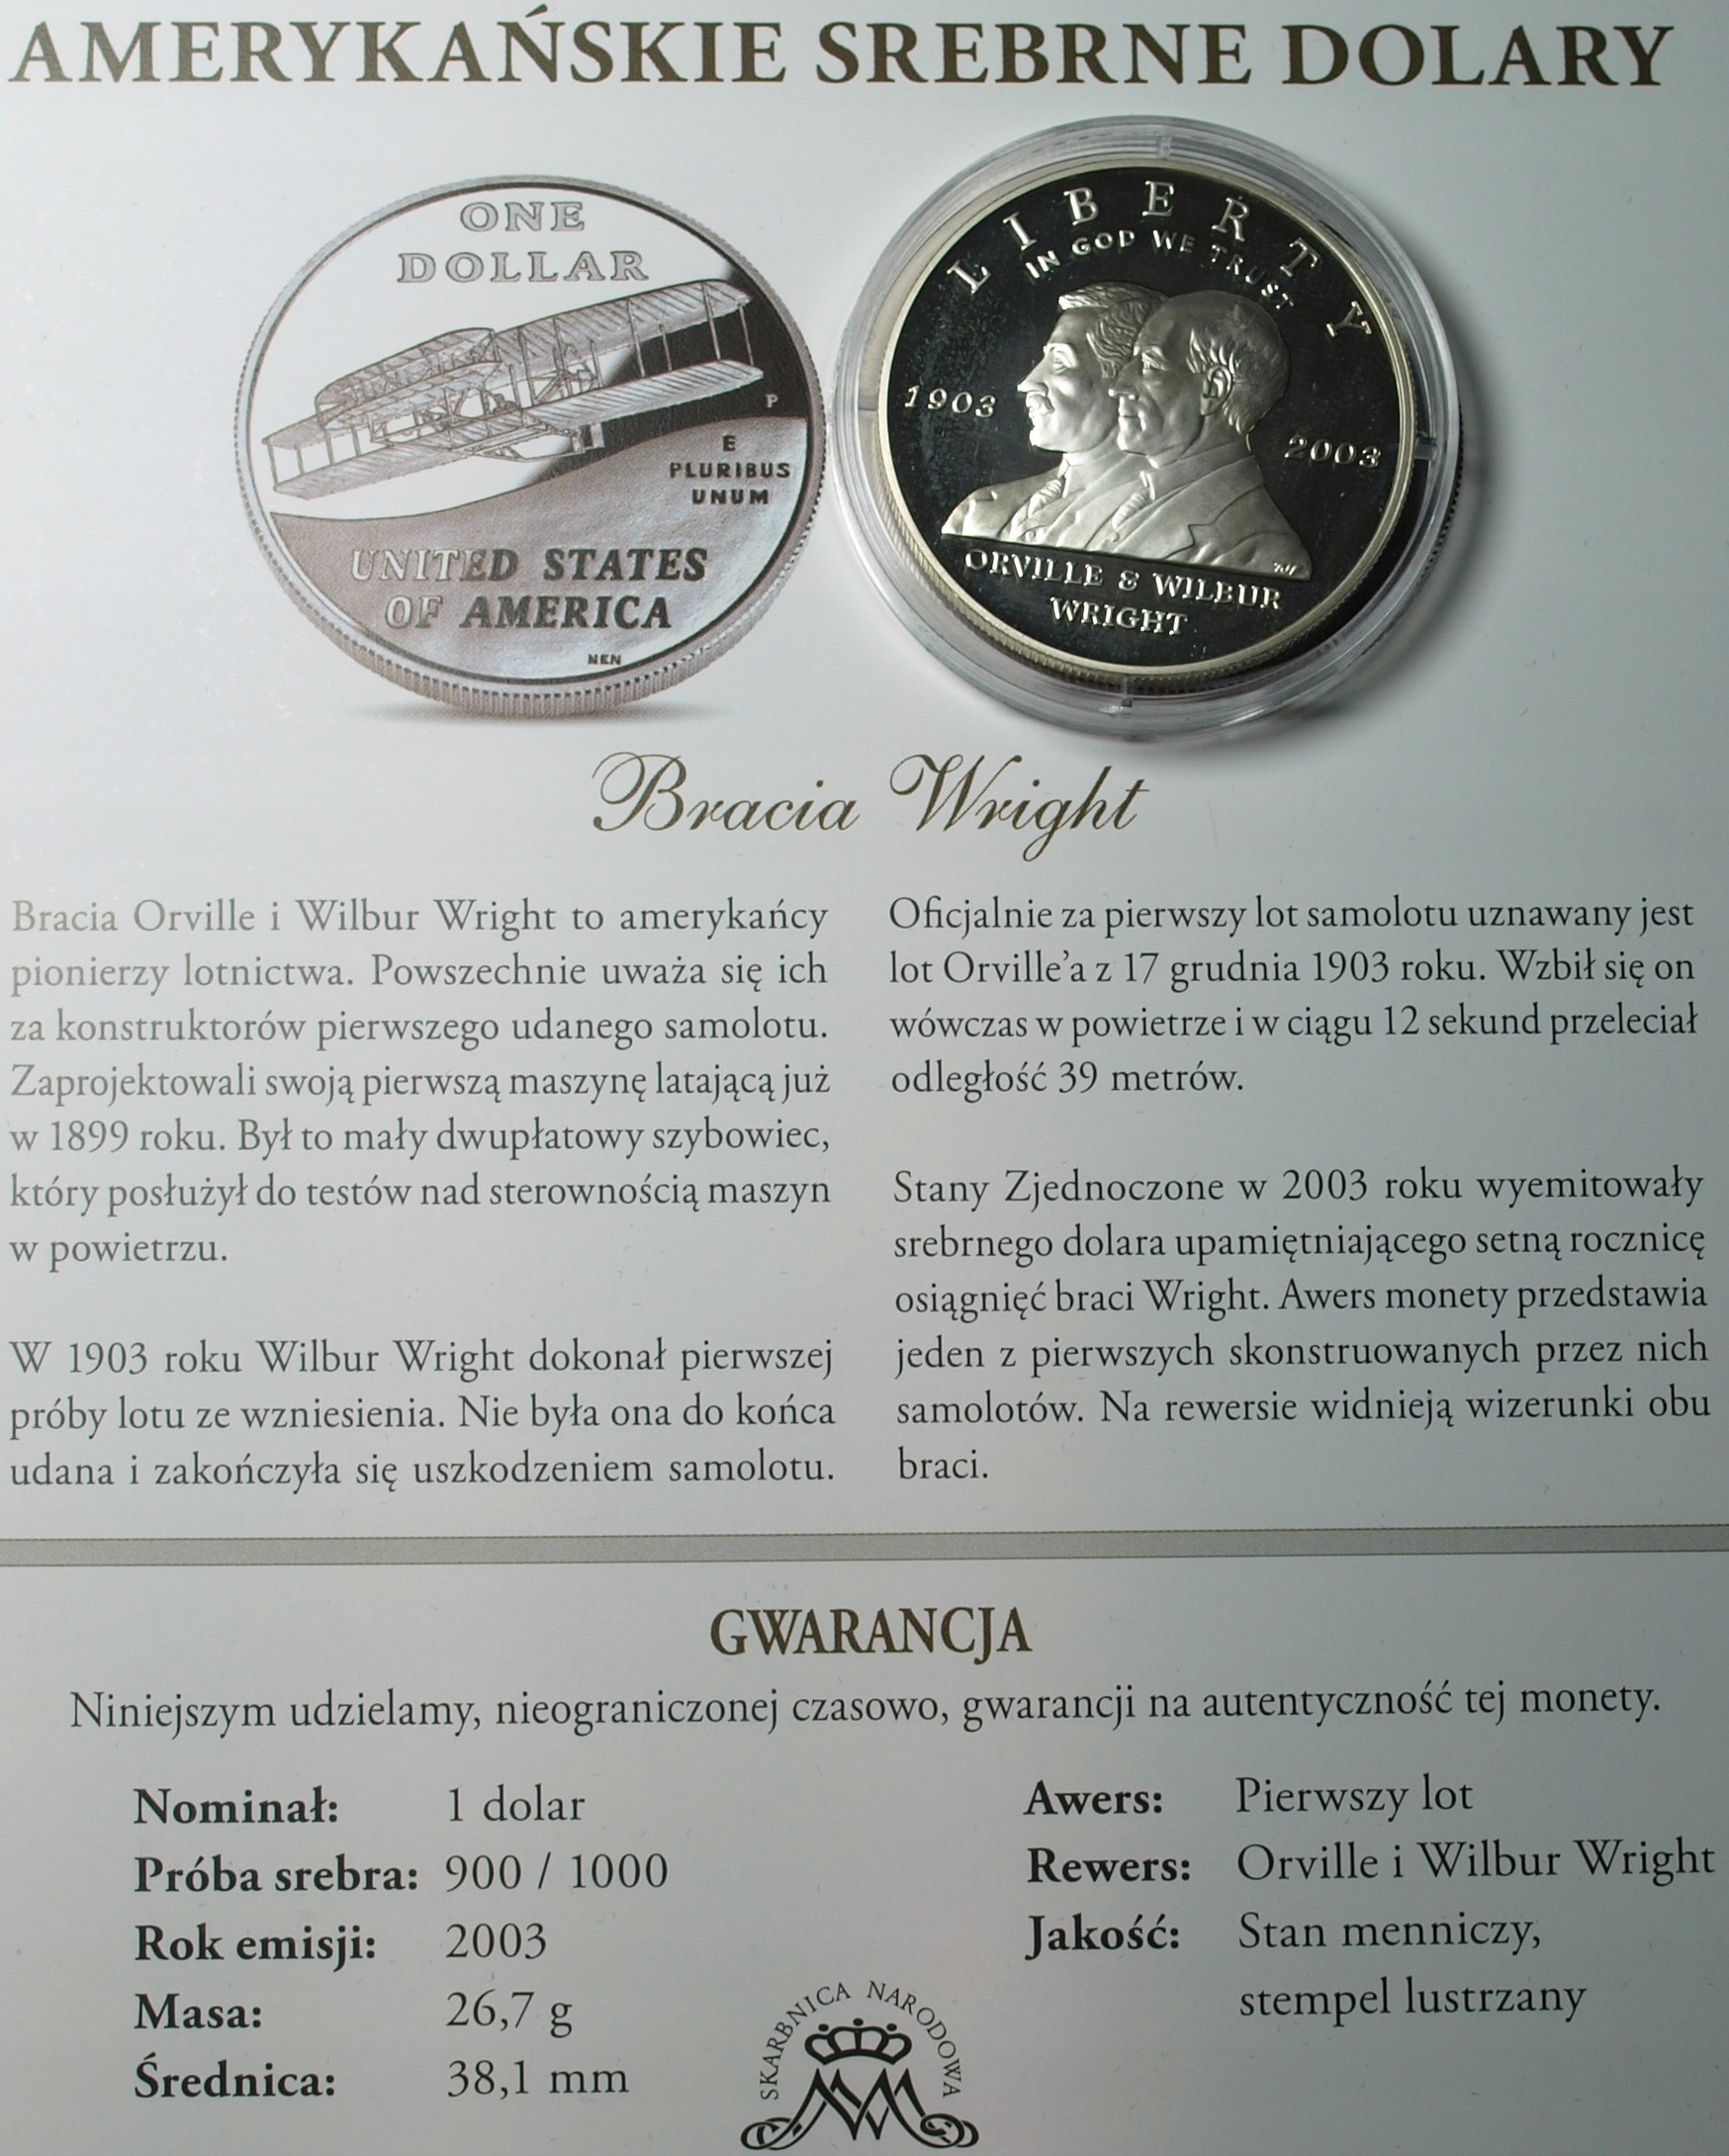 AMERYKAŃSKIE SREBRNE DOLARY
ONE
DOLLAR
P
E
PLURIBUS
UNUM
UNITED STATES
OF AMERICA
NEN
LIBERTY
IN GOD WE TRUST
1903
2003
ORVILLE & WILBUR
WRIGHT
Bracia Wright
Bracia Orville i Wilbur Wright to amerykańcy
pionierzy lotnictwa. Powszechnie uważa się ich
za konstruktorów pierwszego udanego samolotu.
Zaprojektowali swoją pierwszą maszynę latającą już
w 1899 roku. Był to mały dwupłatowy szybowiec,
który posłużył do testów nad sterownością maszyn
w powietrzu.
W 1903 roku Wilbur Wright dokonał pierwszej
próby lotu ze wzniesienia. Nie była ona do końca
udana i zakończyła się uszkodzeniem samolotu.
Oficjalnie za pierwszy lot samolotu uznawany jest
lot Orville'a z 17 grudnia 1903 roku. Wzbił się on
wówczas w powietrze i w ciągu 12 sekund przeleciał
odległość 39 metrów.
Stany Zjednoczone w 2003 roku wyemitowały
srebrnego dolara upamiętniającego setną rocznicę
osiągnięć braci Wright. Awers monety przedstawia
jeden z pierwszych skonstruowanych przez nich
samolotów. Na rewersie widnieją wizerunki obu
braci.
GWARANCJA
Niniejszym udzielamy, nieograniczonej czasowo, gwarancji na autentyczność tej monety.
Nominał: 1 dolar
Próba srebra: 900 / 1000
Rok emisji: 2003
Masa: 26,7 g
Średnica: 38,1 mm
Awers: Pierwszy lot
Rewers: Orville i Wilbur Wright
Jakość: Stan menniczy,
stempel lustrzany
SKARBNICA NARODOWA